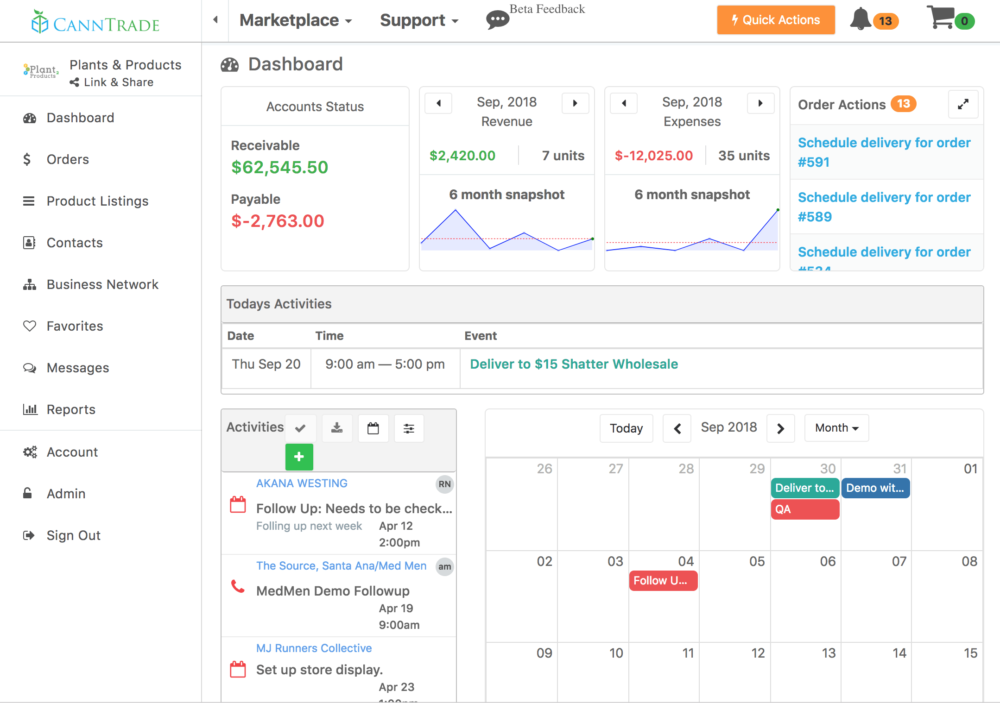 CANNTRADE
Marketplace
Support
Beta Feedback
Quick Actions
13
0
Plant 2
Products
Plants & Products
Link & Share
Dashboard
Orders
Product Listings
Contacts
Business Network
Favorites
Messages
Reports
Account
Admin
Sign Out
Dashboard
Accounts Status
Receivable
$62,545.50
Payable
$-2,763.00
Sep, 2018
Revenue
$2,420.00
7 units
6 month snapshot
Sep, 2018
Expenses
$-12,025.00
35 units
6 month snapshot
Order Actions 13
Schedule delivery for order
#591
Schedule delivery for order
#589
Schedule delivery for order
Todays Activities
Date Time Event
Thu Sep 20 9:00 am — 5:00 pm Deliver to $15 Shatter Wholesale
Activities
AKANA WESTING RN
Follow Up: Needs to be check...
Folling up next week Apr 12
2:00pm
The Source, Santa Ana/Med Men am
MedMen Demo Followup
Apr 19
9:00am
MJ Runners Collective
Set up store display.
Apr 23
Today Sep 2018 Month
26 27 28 29 30 31 01
Deliver to... Demo wit...
QA
02 03 04 05 06 07 08
Follow U...
09 10 11 12 13 14 15